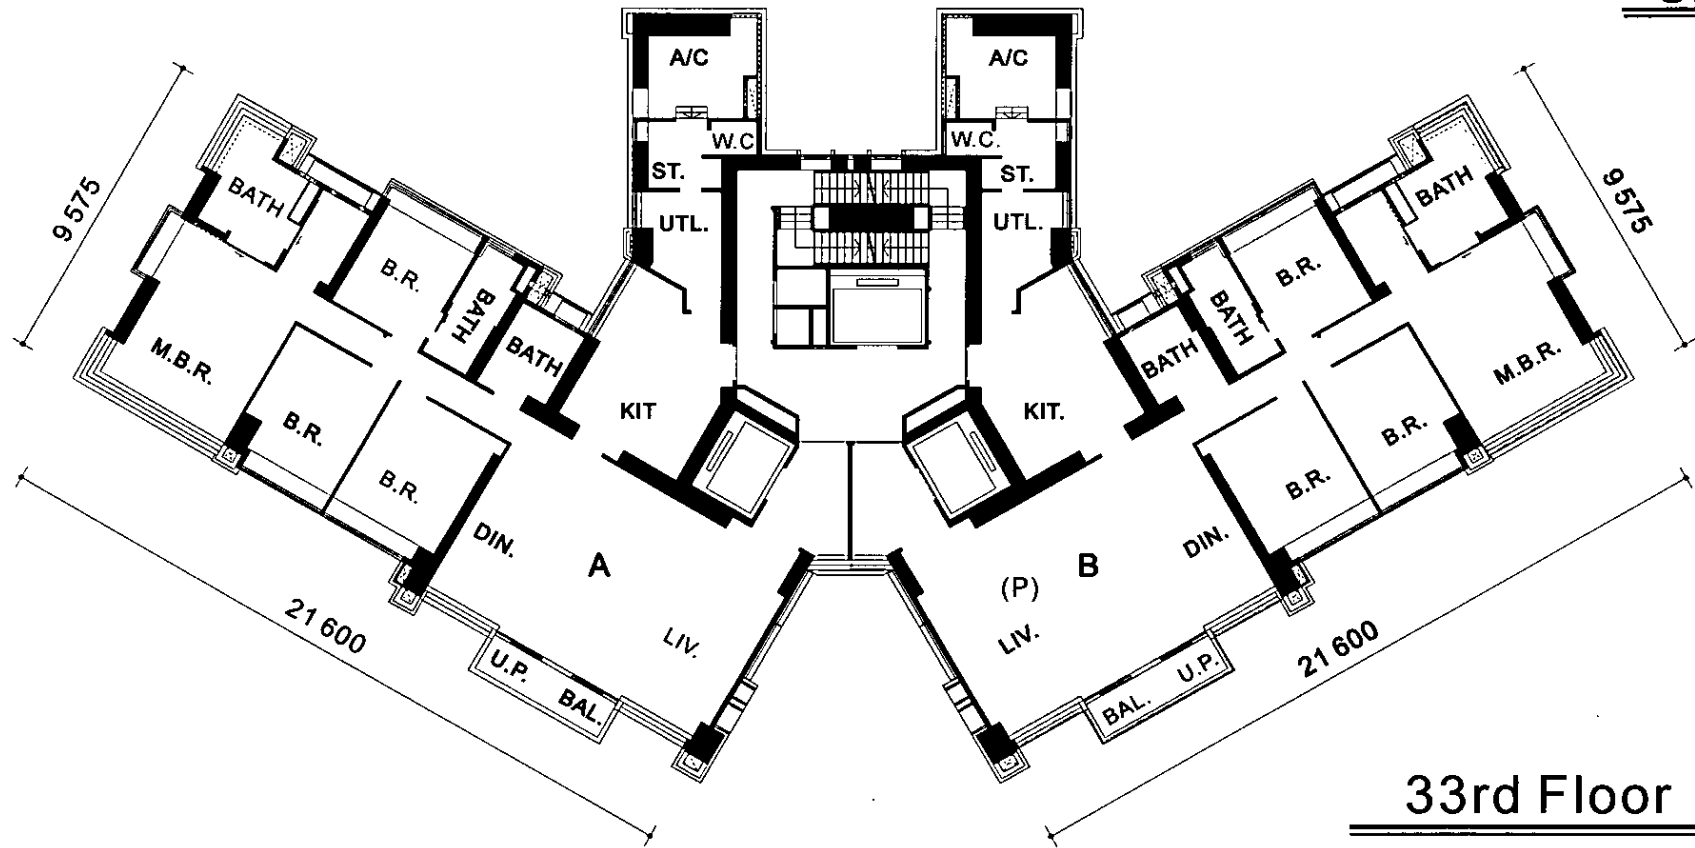 A/C
A/C
W.C
W.C.
ST.
ST.
UTL.
UTL.
9 575
9 575
BATH
BATH
B.R.
B.R.
BATH
BATH
BATH
BATH
M.B.R.
M.B.R.
KIT
KIT.
B.R.
B.R.
B.R.
B.R.
DIN.
DIN.
A
B
(P)
LIV.
LIV.
21 600
21 600
U.P.
U.P.
BAL.
BAL.
33rd Floor